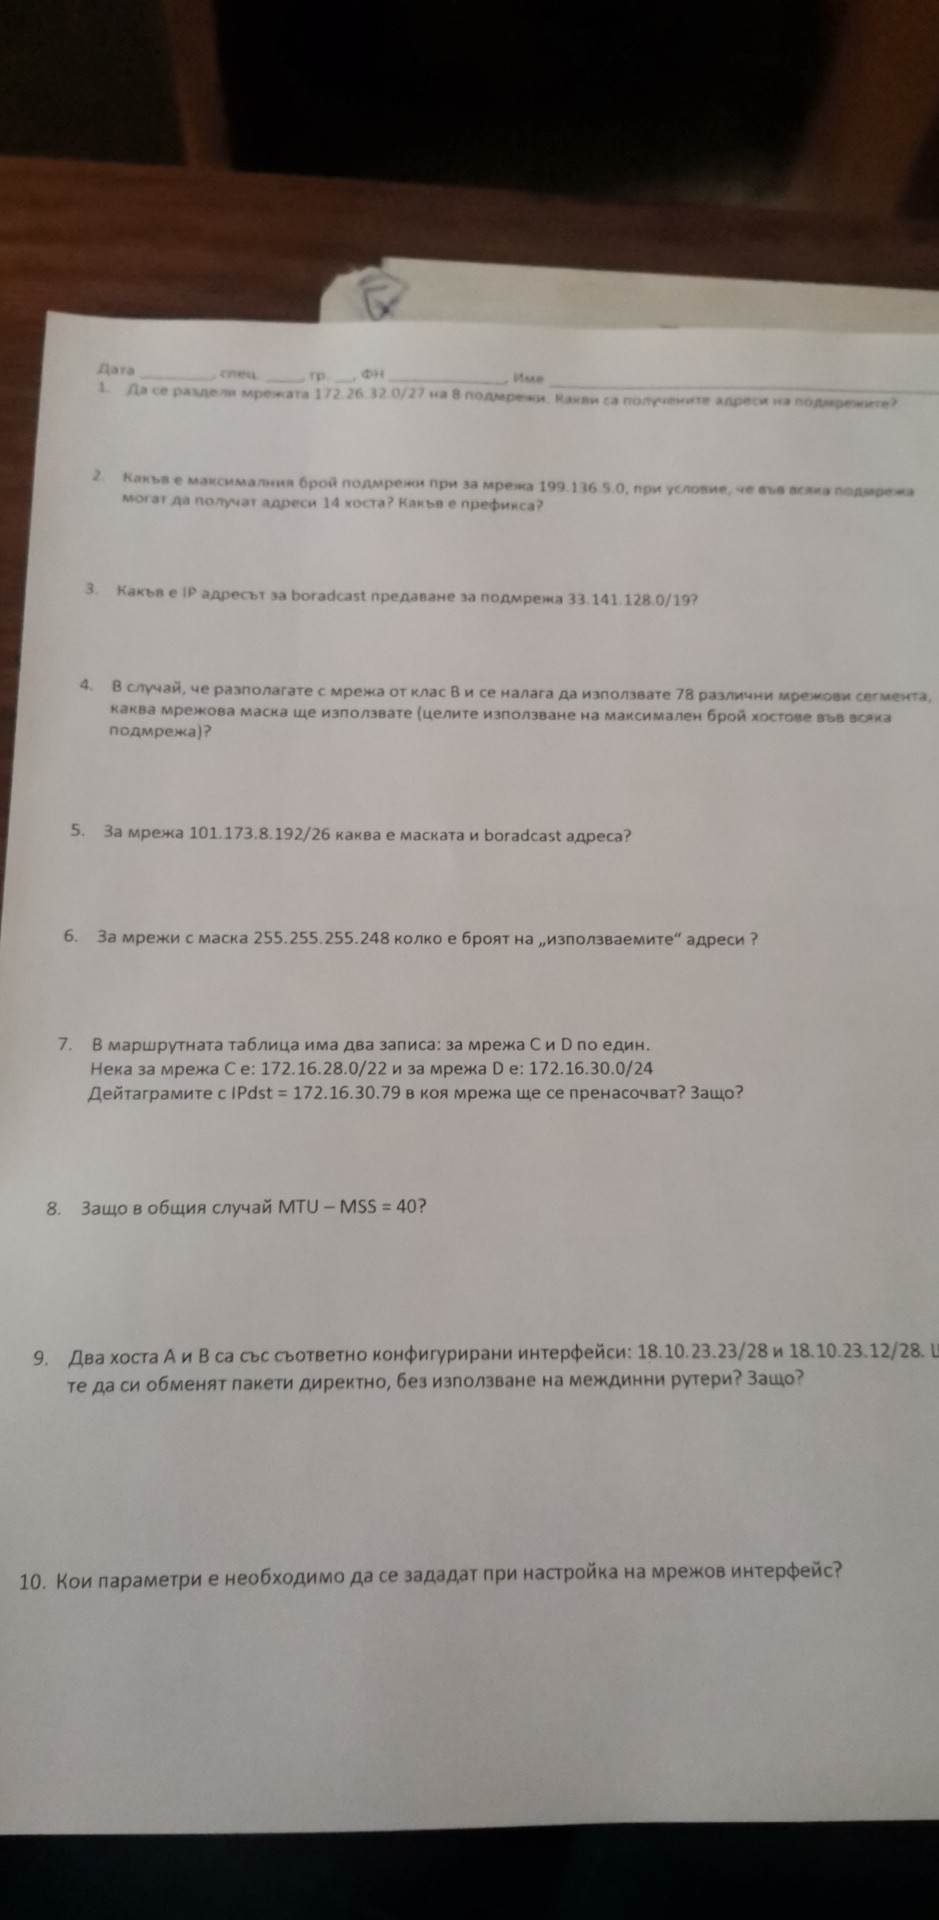 Дата ________, спец. _____, гр. ___, ФН ____________, Име
1. Да се раздели мрежата 172.26.32.0/27 на 8 подмрежи. Какви са получените адреси на подмрежите?
2. Какъв е максималния брой подмрежи при за мрежа 199.136.5.0, при условие, че във всяка подмрежа
могат да получат адреси 14 хоста? Какъв е префикса?
3. Какъв е IP адресът за boradcast предаване за подмрежа 33.141.128.0/19?
4. В случай, че разполагате с мрежа от клас B и се налага да използвате 78 различни мрежови сегмента,
каква мрежова маска ще използвате (целите използване на максимален брой хостове във всяка
подмрежа)?
5. За мрежа 101.173.8.192/26 каква е маската и boradcast адреса?
6. За мрежи с маска 255.255.255.248 колко е броят на „използваемите“ адреси ?
7. В маршрутната таблица има два записа: за мрежа C и D по един.
Нека за мрежа C е: 172.16.28.0/22 и за мрежа D е: 172.16.30.0/24
Дейтаграмите с IPdst = 172.16.30.79 в коя мрежа ще се пренасочват? Защо?
8. Защо в общия случай MTU – MSS = 40?
9. Два хоста A и B са със съответно конфигурирани интерфейси: 18.10.23.23/28 и 18.10.23.12/28.
те да си обменят пакети директно, без използване на междинни рутери? Защо?
10. Кои параметри е необходимо да се зададат при настройка на мрежов интерфейс?